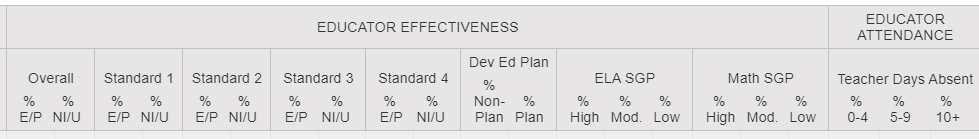 EDUCATOR EFFECTIVENESS
EDUCATOR
ATTENDANCE
Overall
% %
E/P NI/U
Standard 1
% %
E/P NI/U
Standard 2
% %
E/P NI/U
Standard 3
% %
E/P NI/U
Standard 4
% %
E/P NI/U
Dev Ed Plan
%
Non- %
Plan Plan
ELA SGP
% % %
High Mod. Low
Math SGP
% % %
High Mod. Low
Teacher Days Absent
% % %
0-4 5-9 10+